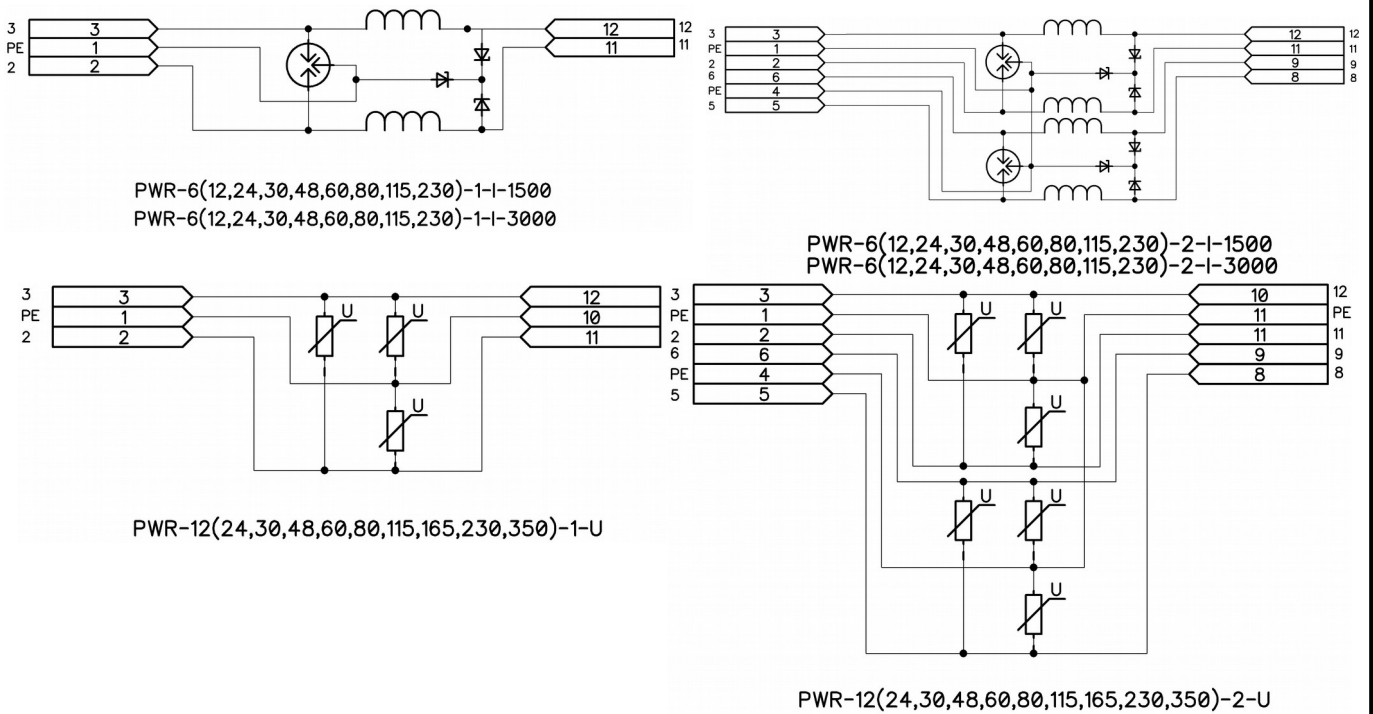 3 3 12 12
PE 1 11 11
2 2
PWR-6(12,24,30,48,60,80,115,230)-1-I-1500
PWR-6(12,24,30,48,60,80,115,230)-1-I-3000
3 3 12 12
PE 1 11 11
2 2 9 9
6 6 8 8
PE 4
5 5
PWR-6(12,24,30,48,60,80,115,230)-2-I-1500
PWR-6(12,24,30,48,60,80,115,230)-2-I-3000
3 3 12
PE 1 U U 10
2 2 11
U
PWR-12(24,30,48,60,80,115,165,230,350)-1-U
3 3 10 12
PE 1 U U 11 PE
2 2 11 11
6 6 9 9
PE 4 8 8
5 5
U
U U
U
PWR-12(24,30,48,60,80,115,165,230,350)-2-U